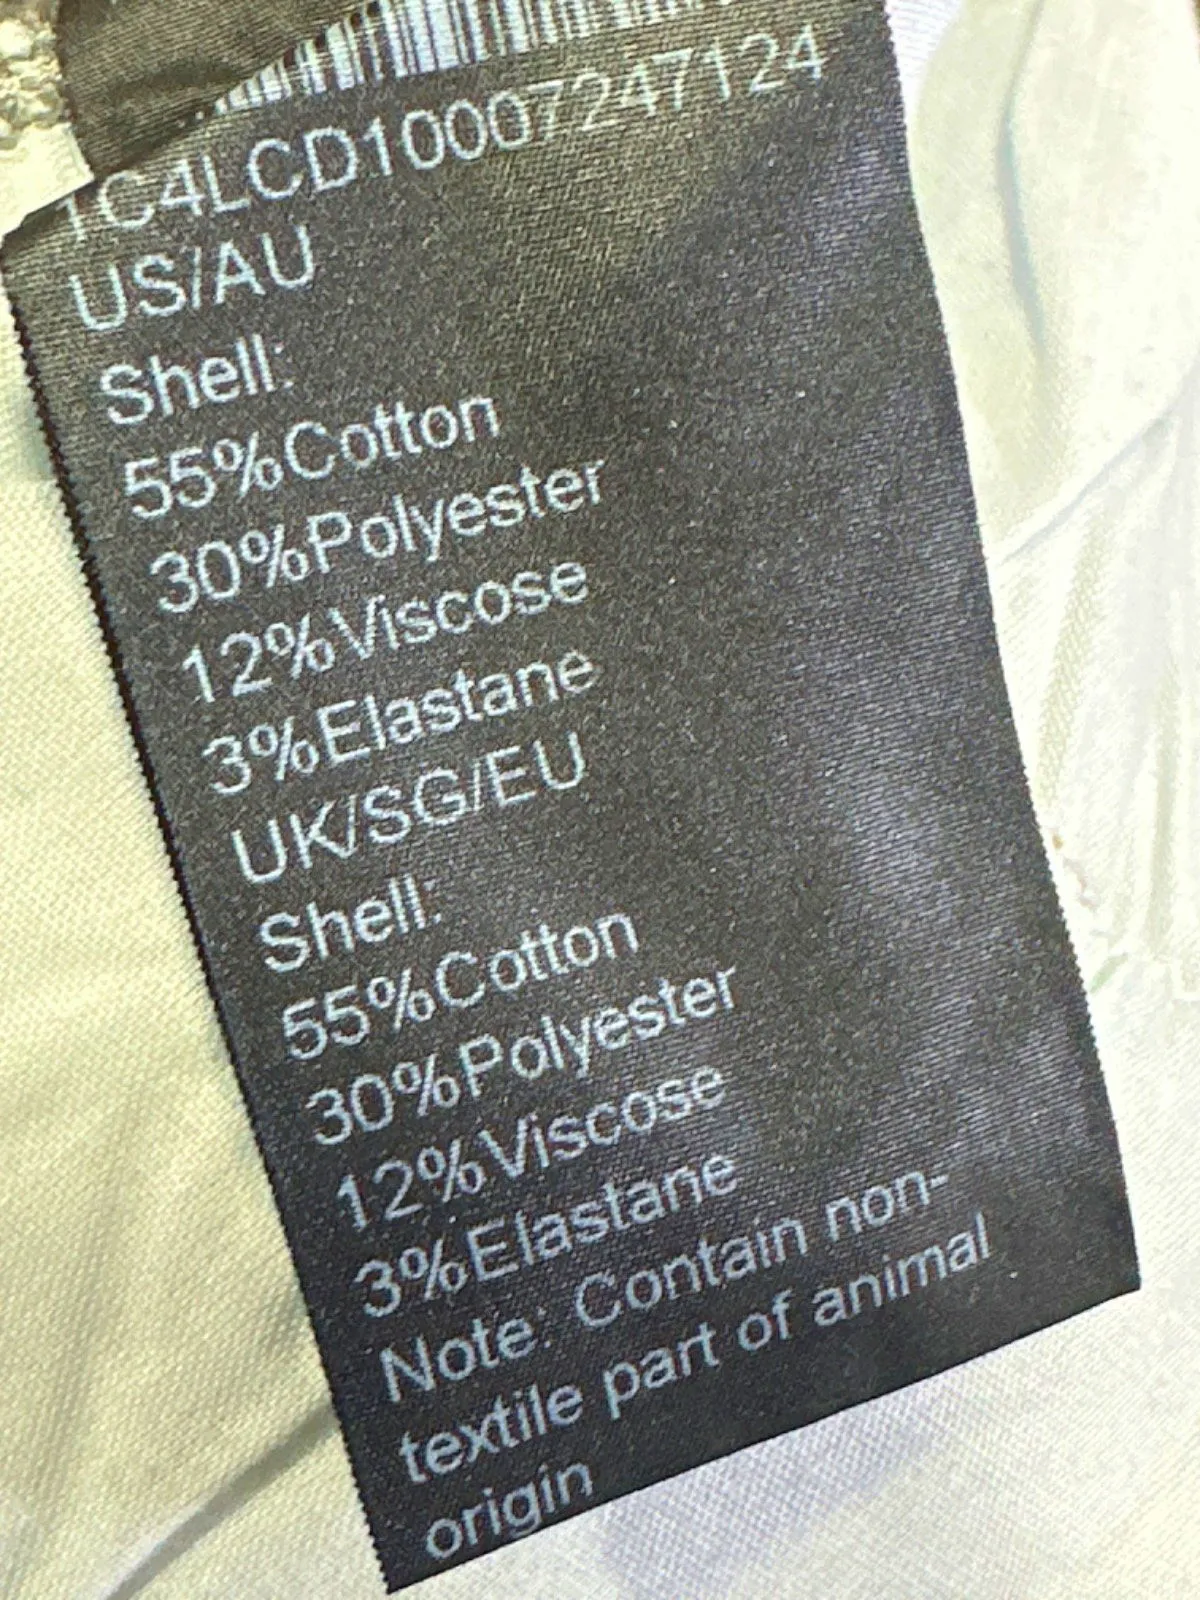 1C4LCD10007247124
US/AU
Shell:
55%Cotton
30%Polyester
12%Viscose
3%Elastane
UK/SG/EU
Shell:
55%Cotton
30%Polyester
12%Viscose
3%Elastane
Note: Contain non-
textile part of animal
origin